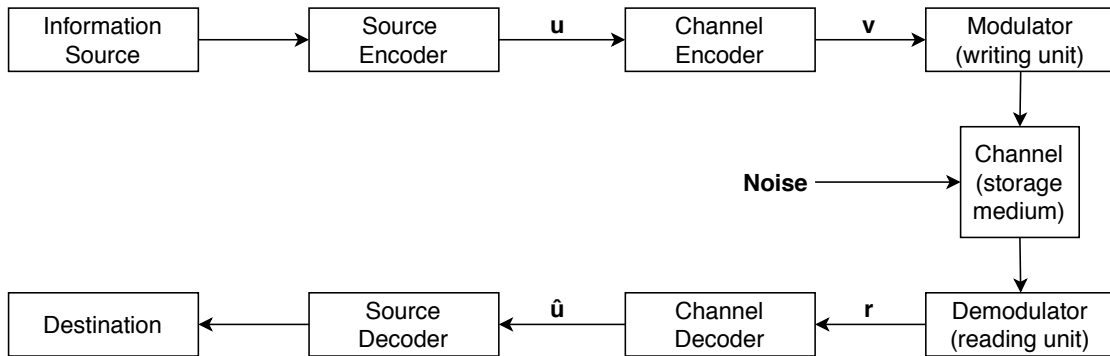 Information
Source
Source
Encoder
u
Channel
Encoder
v
Modulator
(writing unit)
Noise
Channel
(storage
medium)
Destination
Source
Decoder
û
Channel
Decoder
r
Demodulator
(reading unit)